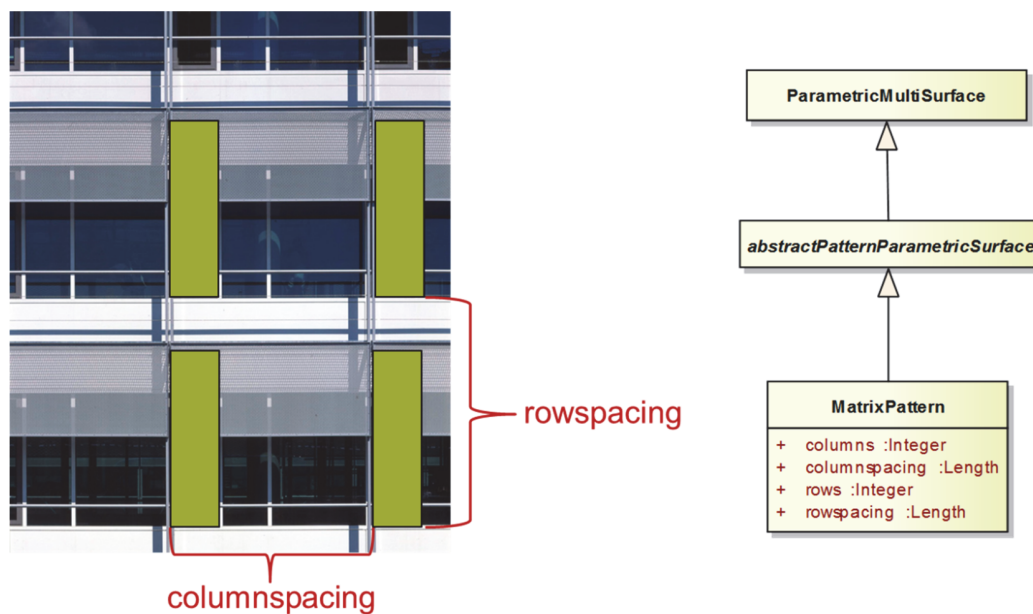 rowspacing
columnspacing
ParametricMultiSurface
abstractPatternParametricSurface
MatrixPattern
+ columns :Integer
+ columnspacing :Length
+ rows :Integer
+ rowspacing :Length